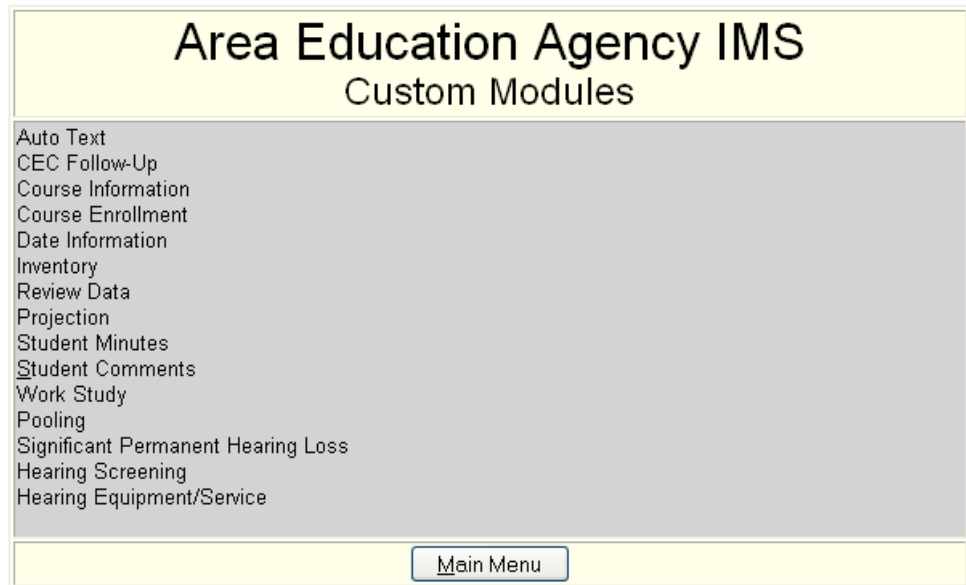 Area Education Agency IMS
Custom Modules
Auto Text
CEC Follow-Up
Course Information
Course Enrollment
Date Information
Inventory
Review Data
Projection
Student Minutes
Student Comments
Work Study
Pooling
Significant Permanent Hearing Loss
Hearing Screening
Hearing Equipment/Service
Main Menu